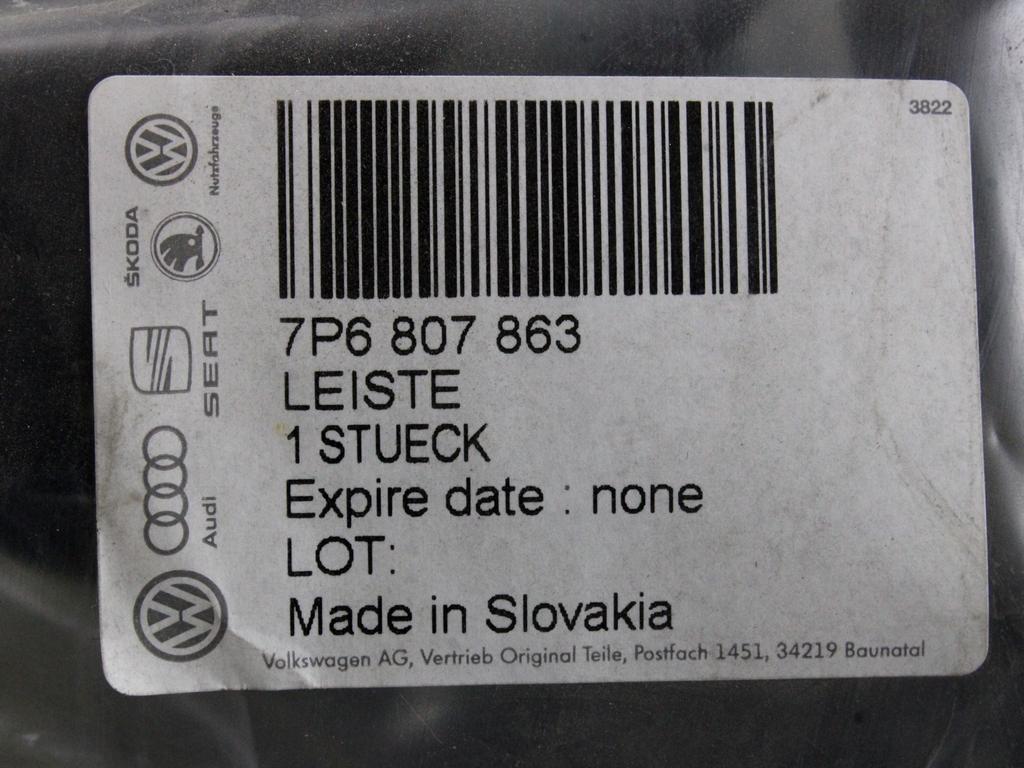 3822
Nutzfahrzeuge
ŠKODA
SEAT
Audi
7P6 807 863
LEISTE
1 STUECK
Expire date : none
LOT:
Made in Slovakia
Volkswagen AG, Vertrieb Original Teile, Postfach 1451, 34219 Baunatal